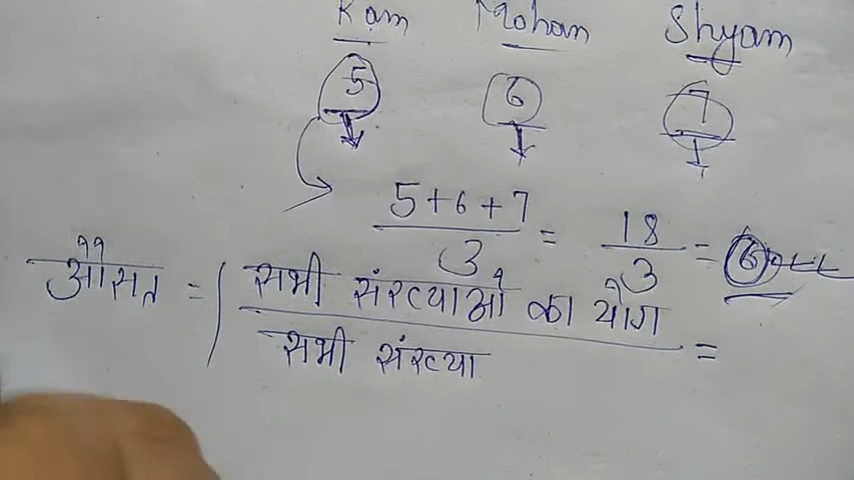 Ram Mohan Shyam
5 6 7
5+6+7/3 = 18/3 = 6
औसत = सभी संख्याओं का योग / सभी संख्या =